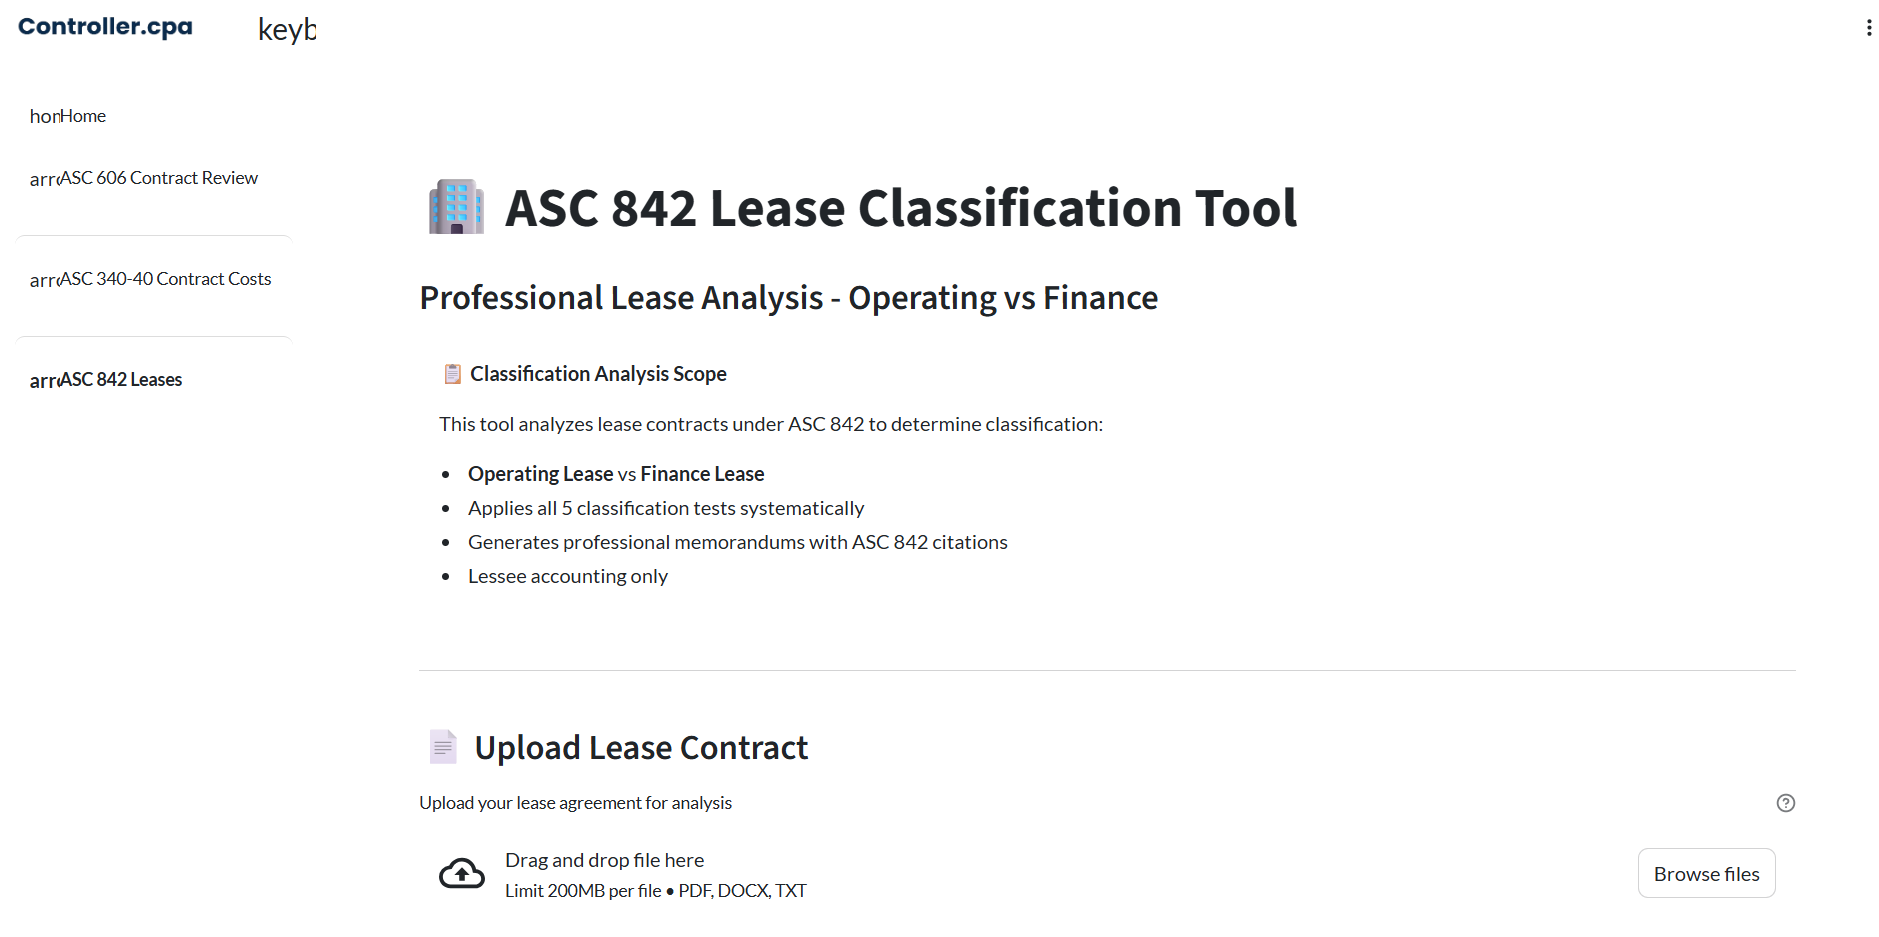 Controller.cpa
keyb
horHome
arrASC 606 Contract Review
arrASC 340-40 Contract Costs
arrASC 842 Leases
ASC 842 Lease Classification Tool
Professional Lease Analysis - Operating vs Finance
Classification Analysis Scope
This tool analyzes lease contracts under ASC 842 to determine classification:
• Operating Lease vs Finance Lease
• Applies all 5 classification tests systematically
• Generates professional memorandums with ASC 842 citations
• Lessee accounting only
Upload Lease Contract
Upload your lease agreement for analysis
Drag and drop file here
Limit 200MB per file • PDF, DOCX, TXT
Browse files